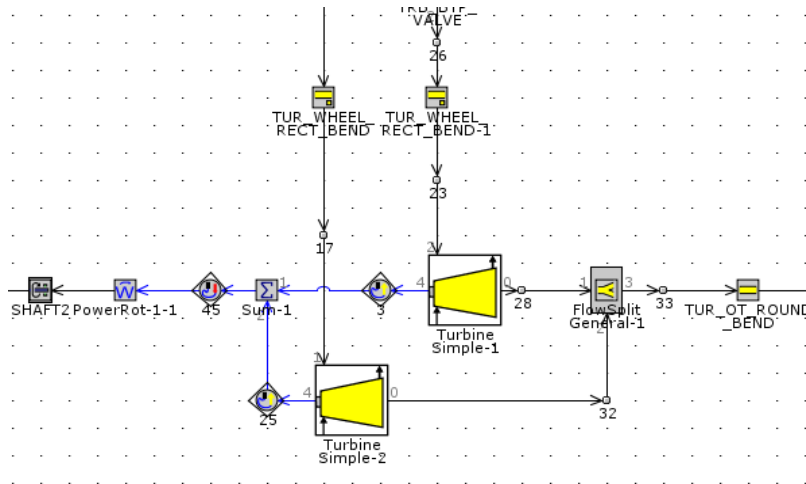 VALVE
26
TUR_WHEEL_
RECT_BEND
TUR_WHEEL_
RECT_BEND-1
23
17
2
1
4
0
1
3
SHAFT2
PowerRot-1-1
45
Sum-1
3
28
FlowSplit
General-1
33
TUR_OT_ROUND
_BEND
2
2
Turbine
Simple-1
1
4
0
25
32
Turbine
Simple-2